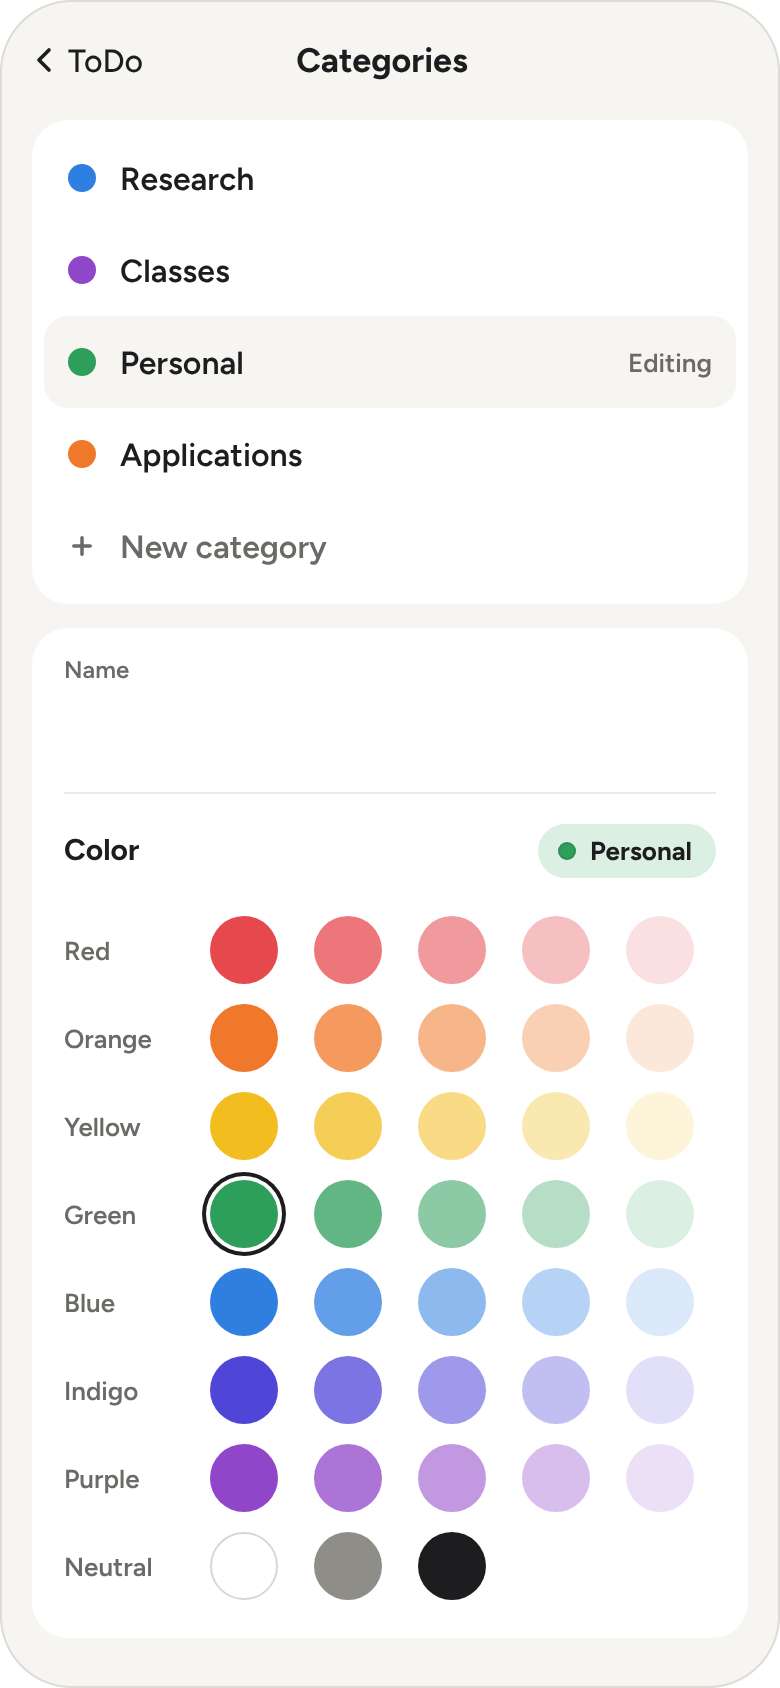 ToDo
Categories
Research
Classes
Personal
Editing
Applications
+ New category
Name
Color
Personal
Red
Orange
Yellow
Green
Blue
Indigo
Purple
Neutral